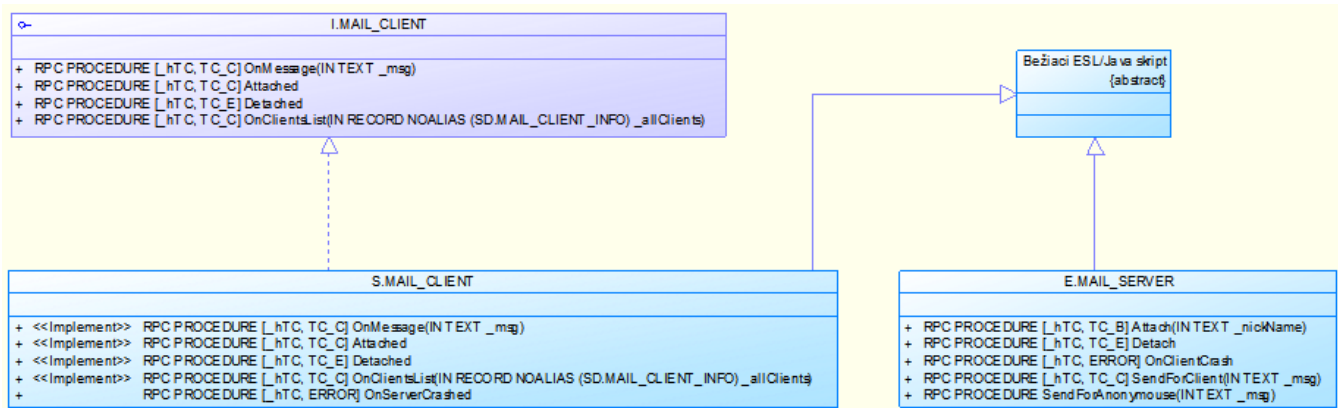 I.MAIL_CLIENT
+ RPC PROCEDURE [_hTC, TC_C] OnMessage(IN TEXT _msg)
+ RPC PROCEDURE [_hTC, TC_C] Attached
+ RPC PROCEDURE [_hTC, TC_E] Detached
+ RPC PROCEDURE [_hTC, TC_C] OnClientsList(IN RECORD NOALIAS (SD.MAIL_CLIENT_INFO) _allClients)
Bežiaci ESL/Java skript
{abstract}
S.MAIL_CLIENT
+ <<Implement>> RPC PROCEDURE [_hTC, TC_C] OnMessage(IN TEXT _msg)
+ <<Implement>> RPC PROCEDURE [_hTC, TC_C] Attached
+ <<Implement>> RPC PROCEDURE [_hTC, TC_E] Detached
+ <<Implement>> RPC PROCEDURE [_hTC, TC_C] OnClientsList(IN RECORD NOALIAS (SD.MAIL_CLIENT_INFO) _allClients)
+ RPC PROCEDURE [_hTC, ERROR] OnServerCrashed
E.MAIL_SERVER
+ RPC PROCEDURE [_hTC, TC_B] Attach(IN TEXT _nickName)
+ RPC PROCEDURE [_hTC, TC_E] Detach
+ RPC PROCEDURE [_hTC, ERROR] OnClientCrash
+ RPC PROCEDURE [_hTC, TC_C] SendForClient(IN TEXT _msg)
+ RPC PROCEDURE SendForAnonymouse(IN TEXT _msg)